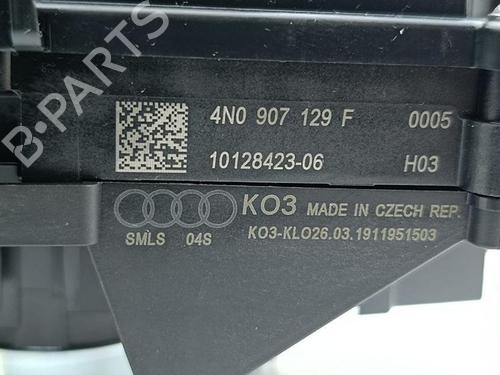 4N0 907 129 F 0005
10128423-06 H03
KO3 MADE IN CZECH REP.
SMLS 04S KO3-KLO26.03.1911951503
B-PARTS